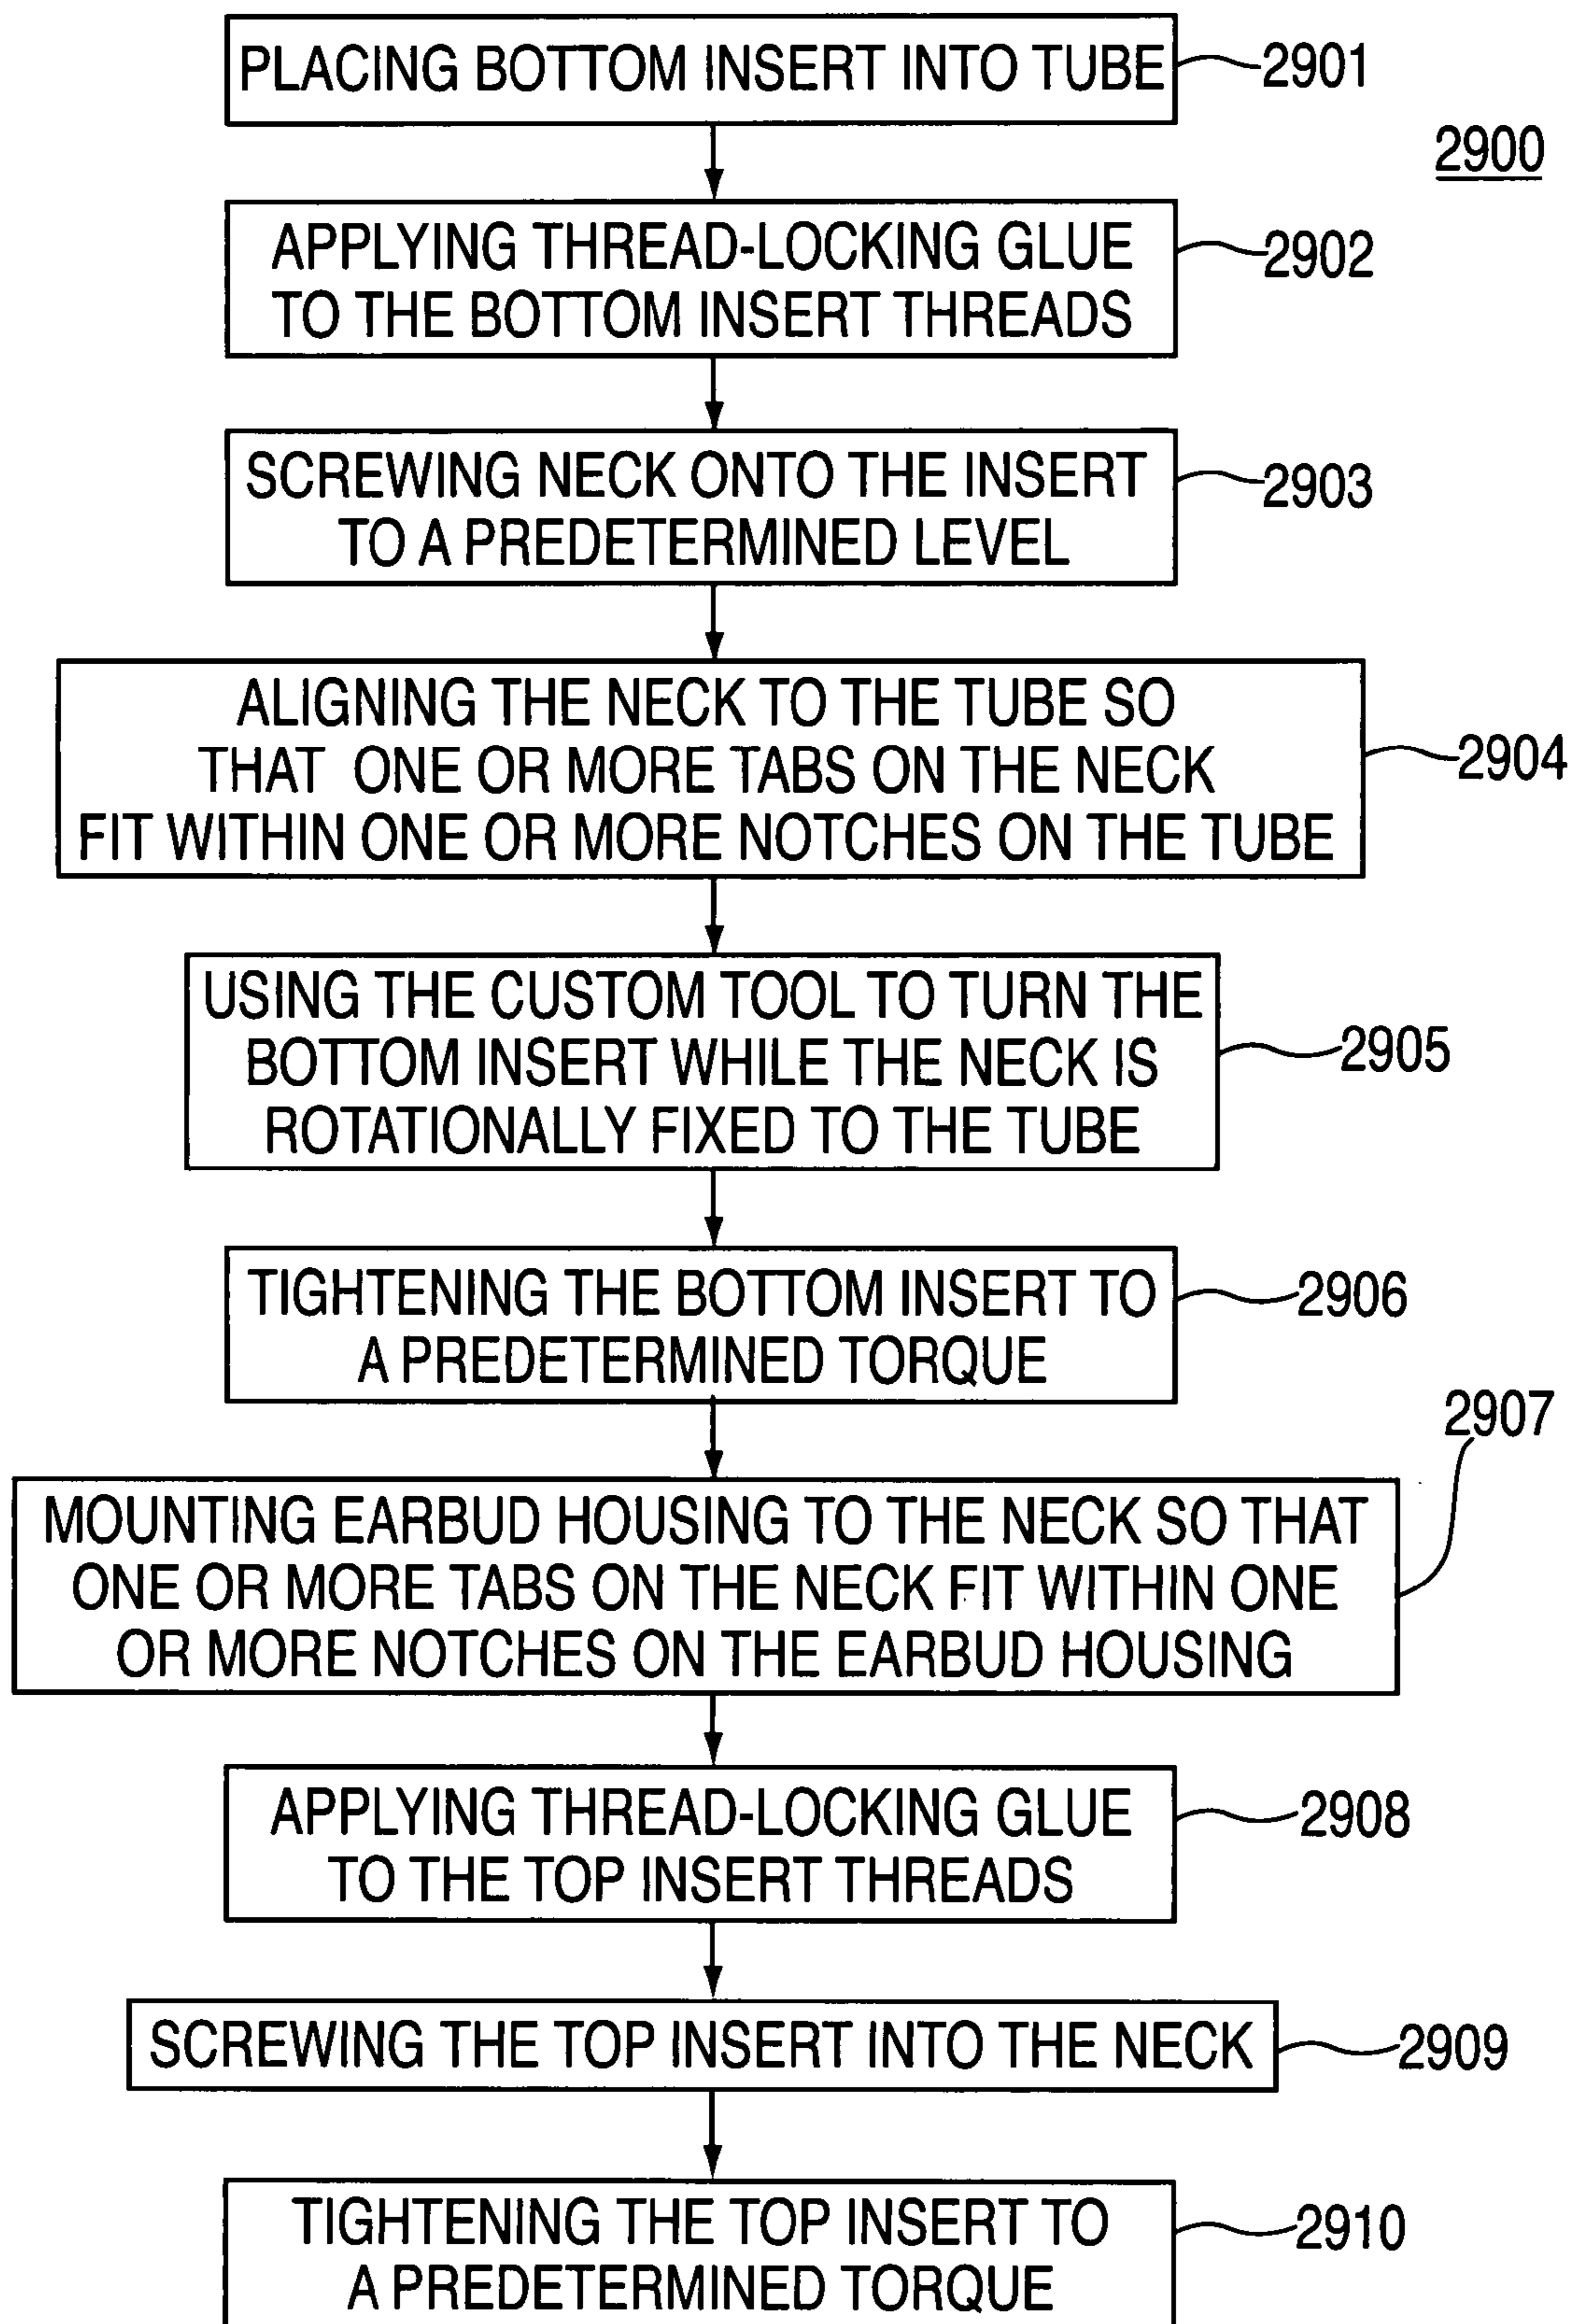 PLACING BOTTOM INSERT INTO TUBE
2901
2900
APPLYING THREAD-LOCKING GLUE
TO THE BOTTOM INSERT THREADS
2902
SCREWING NECK ONTO THE INSERT
TO A PREDETERMINED LEVEL
2903
ALIGNING THE NECK TO THE TUBE SO
THAT ONE OR MORE TABS ON THE NECK
FIT WITHIN ONE OR MORE NOTCHES ON THE TUBE
2904
USING THE CUSTOM TOOL TO TURN THE
BOTTOM INSERT WHILE THE NECK IS
ROTATIONALLY FIXED TO THE TUBE
2905
TIGHTENING THE BOTTOM INSERT TO
A PREDETERMINED TORQUE
2906
MOUNTING EARBUD HOUSING TO THE NECK SO THAT
ONE OR MORE TABS ON THE NECK FIT WITHIN ONE
OR MORE NOTCHES ON THE EARBUD HOUSING
2907
APPLYING THREAD-LOCKING GLUE
TO THE TOP INSERT THREADS
2908
SCREWING THE TOP INSERT INTO THE NECK
2909
TIGHTENING THE TOP INSERT TO
A PREDETERMINED TORQUE
2910